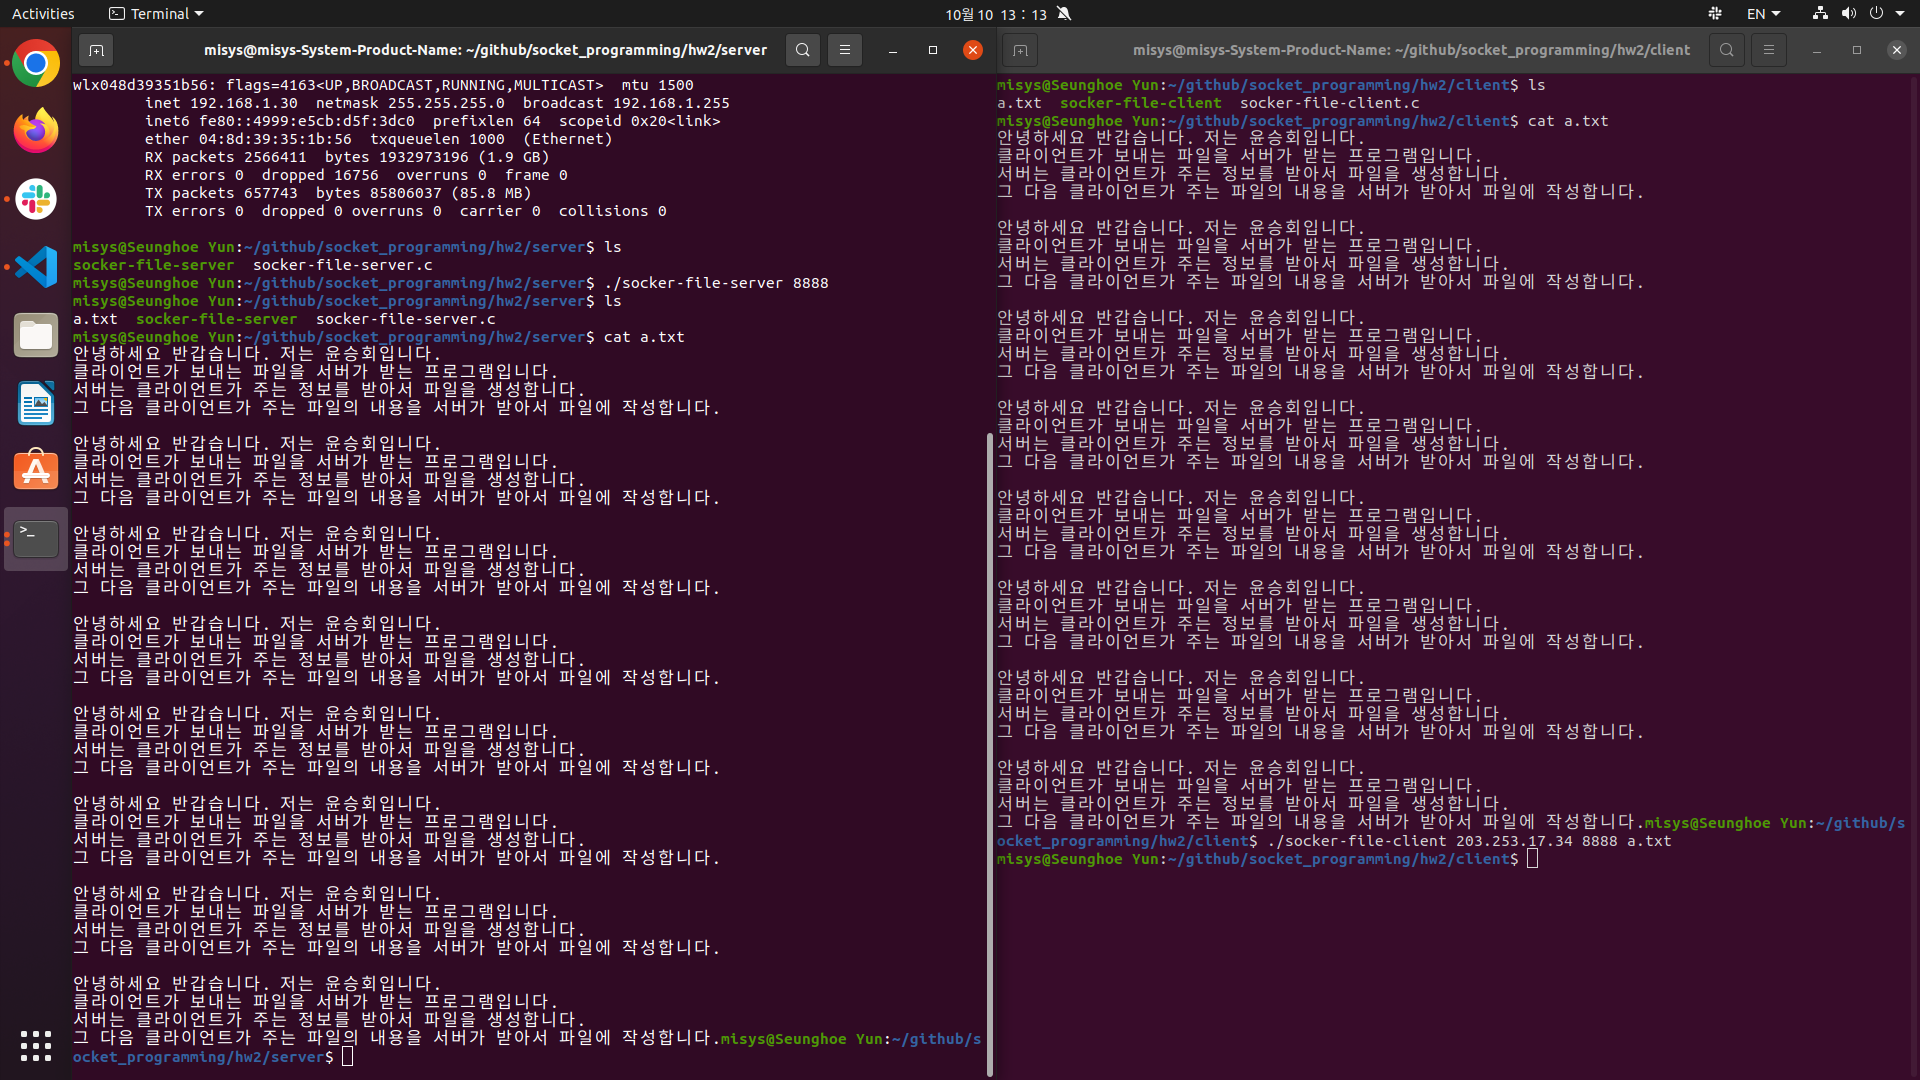 Activities
Terminal
10월 10 13 : 13
EN
misys@misys-System-Product-Name: ~/github/socket_programming/hw2/server
wlx048d39351b56: flags=4163<UP,BROADCAST,RUNNING,MULTICAST>  mtu 1500
inet 192.168.1.30  netmask 255.255.255.0  broadcast 192.168.1.255
inet6 fe80::4999:e5cb:d5f:3dc0  prefixlen 64  scopeid 0x20<link>
ether 04:8d:39:35:1b:56  txqueuelen 1000  (Ethernet)
RX packets 2566411  bytes 1932973196 (1.9 GB)
RX errors 0  dropped 16756  overruns 0  frame 0
TX packets 657743  bytes 85806037 (85.8 MB)
TX errors 0  dropped 0 overruns 0  carrier 0  collisions 0
misys@Seunghoe Yun:~/github/socket_programming/hw2/server$ ls
socker-file-server  socker-file-server.c
misys@Seunghoe Yun:~/github/socket_programming/hw2/server$ ./socker-file-server 8888
misys@Seunghoe Yun:~/github/socket_programming/hw2/server$ ls
a.txt  socker-file-server  socker-file-server.c
misys@Seunghoe Yun:~/github/socket_programming/hw2/server$ cat a.txt
안녕하세요 반갑습니다. 저는 윤승회입니다.
클라이언트가 보내는 파일을 서버가 받는 프로그램입니다.
서버는 클라이언트가 주는 정보를 받아서 파일을 생성합니다.
그 다음 클라이언트가 주는 파일의 내용을 서버가 받아서 파일에 작성합니다.
안녕하세요 반갑습니다. 저는 윤승회입니다.
클라이언트가 보내는 파일을 서버가 받는 프로그램입니다.
서버는 클라이언트가 주는 정보를 받아서 파일을 생성합니다.
그 다음 클라이언트가 주는 파일의 내용을 서버가 받아서 파일에 작성합니다.
안녕하세요 반갑습니다. 저는 윤승회입니다.
클라이언트가 보내는 파일을 서버가 받는 프로그램입니다.
서버는 클라이언트가 주는 정보를 받아서 파일을 생성합니다.
그 다음 클라이언트가 주는 파일의 내용을 서버가 받아서 파일에 작성합니다.
안녕하세요 반갑습니다. 저는 윤승회입니다.
클라이언트가 보내는 파일을 서버가 받는 프로그램입니다.
서버는 클라이언트가 주는 정보를 받아서 파일을 생성합니다.
그 다음 클라이언트가 주는 파일의 내용을 서버가 받아서 파일에 작성합니다.
안녕하세요 반갑습니다. 저는 윤승회입니다.
클라이언트가 보내는 파일을 서버가 받는 프로그램입니다.
서버는 클라이언트가 주는 정보를 받아서 파일을 생성합니다.
그 다음 클라이언트가 주는 파일의 내용을 서버가 받아서 파일에 작성합니다.
안녕하세요 반갑습니다. 저는 윤승회입니다.
클라이언트가 보내는 파일을 서버가 받는 프로그램입니다.
서버는 클라이언트가 주는 정보를 받아서 파일을 생성합니다.
그 다음 클라이언트가 주는 파일의 내용을 서버가 받아서 파일에 작성합니다.
안녕하세요 반갑습니다. 저는 윤승회입니다.
클라이언트가 보내는 파일을 서버가 받는 프로그램입니다.
서버는 클라이언트가 주는 정보를 받아서 파일을 생성합니다.
그 다음 클라이언트가 주는 파일의 내용을 서버가 받아서 파일에 작성합니다.
안녕하세요 반갑습니다. 저는 윤승회입니다.
클라이언트가 보내는 파일을 서버가 받는 프로그램입니다.
서버는 클라이언트가 주는 정보를 받아서 파일을 생성합니다.
그 다음 클라이언트가 주는 파일의 내용을 서버가 받아서 파일에 작성합니다.misys@Seunghoe Yun:~/github/s
ocket_programming/hw2/server$
misys@misys-System-Product-Name: ~/github/socket_programming/hw2/client
misys@Seunghoe Yun:~/github/socket_programming/hw2/client$ ls
a.txt  socker-file-client  socker-file-client.c
misys@Seunghoe Yun:~/github/socket_programming/hw2/client$ cat a.txt
안녕하세요 반갑습니다. 저는 윤승회입니다.
클라이언트가 보내는 파일을 서버가 받는 프로그램입니다.
서버는 클라이언트가 주는 정보를 받아서 파일을 생성합니다.
그 다음 클라이언트가 주는 파일의 내용을 서버가 받아서 파일에 작성합니다.
안녕하세요 반갑습니다. 저는 윤승회입니다.
클라이언트가 보내는 파일을 서버가 받는 프로그램입니다.
서버는 클라이언트가 주는 정보를 받아서 파일을 생성합니다.
그 다음 클라이언트가 주는 파일의 내용을 서버가 받아서 파일에 작성합니다.
안녕하세요 반갑습니다. 저는 윤승회입니다.
클라이언트가 보내는 파일을 서버가 받는 프로그램입니다.
서버는 클라이언트가 주는 정보를 받아서 파일을 생성합니다.
그 다음 클라이언트가 주는 파일의 내용을 서버가 받아서 파일에 작성합니다.
안녕하세요 반갑습니다. 저는 윤승회입니다.
클라이언트가 보내는 파일을 서버가 받는 프로그램입니다.
서버는 클라이언트가 주는 정보를 받아서 파일을 생성합니다.
그 다음 클라이언트가 주는 파일의 내용을 서버가 받아서 파일에 작성합니다.
안녕하세요 반갑습니다. 저는 윤승회입니다.
클라이언트가 보내는 파일을 서버가 받는 프로그램입니다.
서버는 클라이언트가 주는 정보를 받아서 파일을 생성합니다.
그 다음 클라이언트가 주는 파일의 내용을 서버가 받아서 파일에 작성합니다.
안녕하세요 반갑습니다. 저는 윤승회입니다.
클라이언트가 보내는 파일을 서버가 받는 프로그램입니다.
서버는 클라이언트가 주는 정보를 받아서 파일을 생성합니다.
그 다음 클라이언트가 주는 파일의 내용을 서버가 받아서 파일에 작성합니다.
안녕하세요 반갑습니다. 저는 윤승회입니다.
클라이언트가 보내는 파일을 서버가 받는 프로그램입니다.
서버는 클라이언트가 주는 정보를 받아서 파일을 생성합니다.
그 다음 클라이언트가 주는 파일의 내용을 서버가 받아서 파일에 작성합니다.
안녕하세요 반갑습니다. 저는 윤승회입니다.
클라이언트가 보내는 파일을 서버가 받는 프로그램입니다.
서버는 클라이언트가 주는 정보를 받아서 파일을 생성합니다.
그 다음 클라이언트가 주는 파일의 내용을 서버가 받아서 파일에 작성합니다.misys@Seunghoe Yun:~/github/s
ocket_programming/hw2/client$ ./socker-file-client 203.253.17.34 8888 a.txt
misys@Seunghoe Yun:~/github/socket_programming/hw2/client$